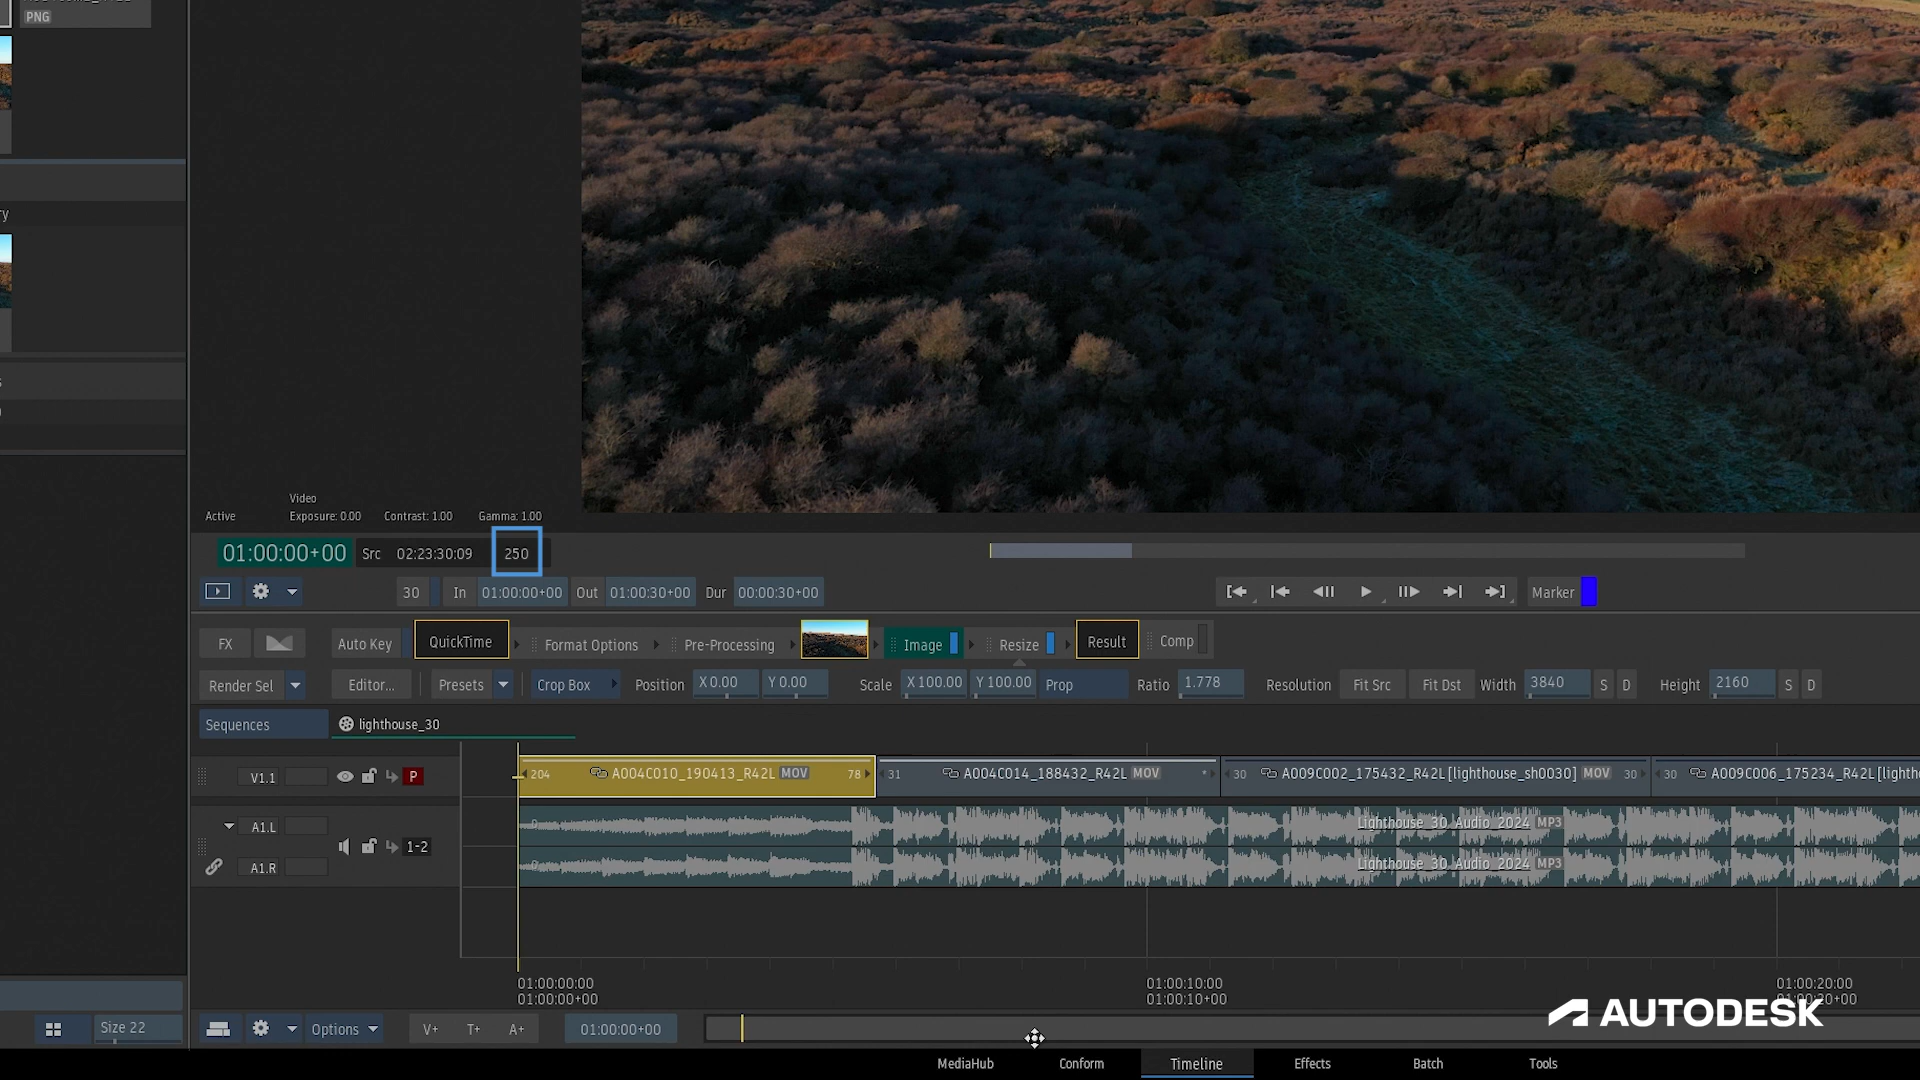 PNG
ry
Video
Active Exposure: 0.00 Contrast: 1.00 Gamma: 1.00
01:00:00+00 Src 02:23:30:09 250
30 In 01:00:00+00 Out 01:00:30+00 Dur 00:00:30+00 Marker
FX Auto Key QuickTime Format Options Pre-Processing Image Resize Result Comp
Render Sel Editor... Presets Crop Box Position X 0.00 Y 0.00 Scale X 100.00 Y 100.00 Prop Ratio 1.778 Resolution Fit Src Fit Dst Width 3840 S D Height 2160 S D
Sequences lighthouse_30
V1.1 P 204 A004C010_190413_R42L MOV 78 31 A004C014_188432_R42L MOV 30 A009C002_175432_R42L [lighthouse_sh0030] MOV 30 30 A009C006_175234_R42L [lighth
A1.L 0 Lighthouse_30_Audio_2024 MP3
1-2
A1.R 0 Lighthouse_30_Audio_2024 MP3
01:00:00:00 01:00:10:00 01:00:20:00
01:00:00+00 01:00:10+00 01:00:20+00
AUTODESK
Size 22 Options V+ T+ A+ 01:00:00+00
MediaHub Conform Timeline Effects Batch Tools